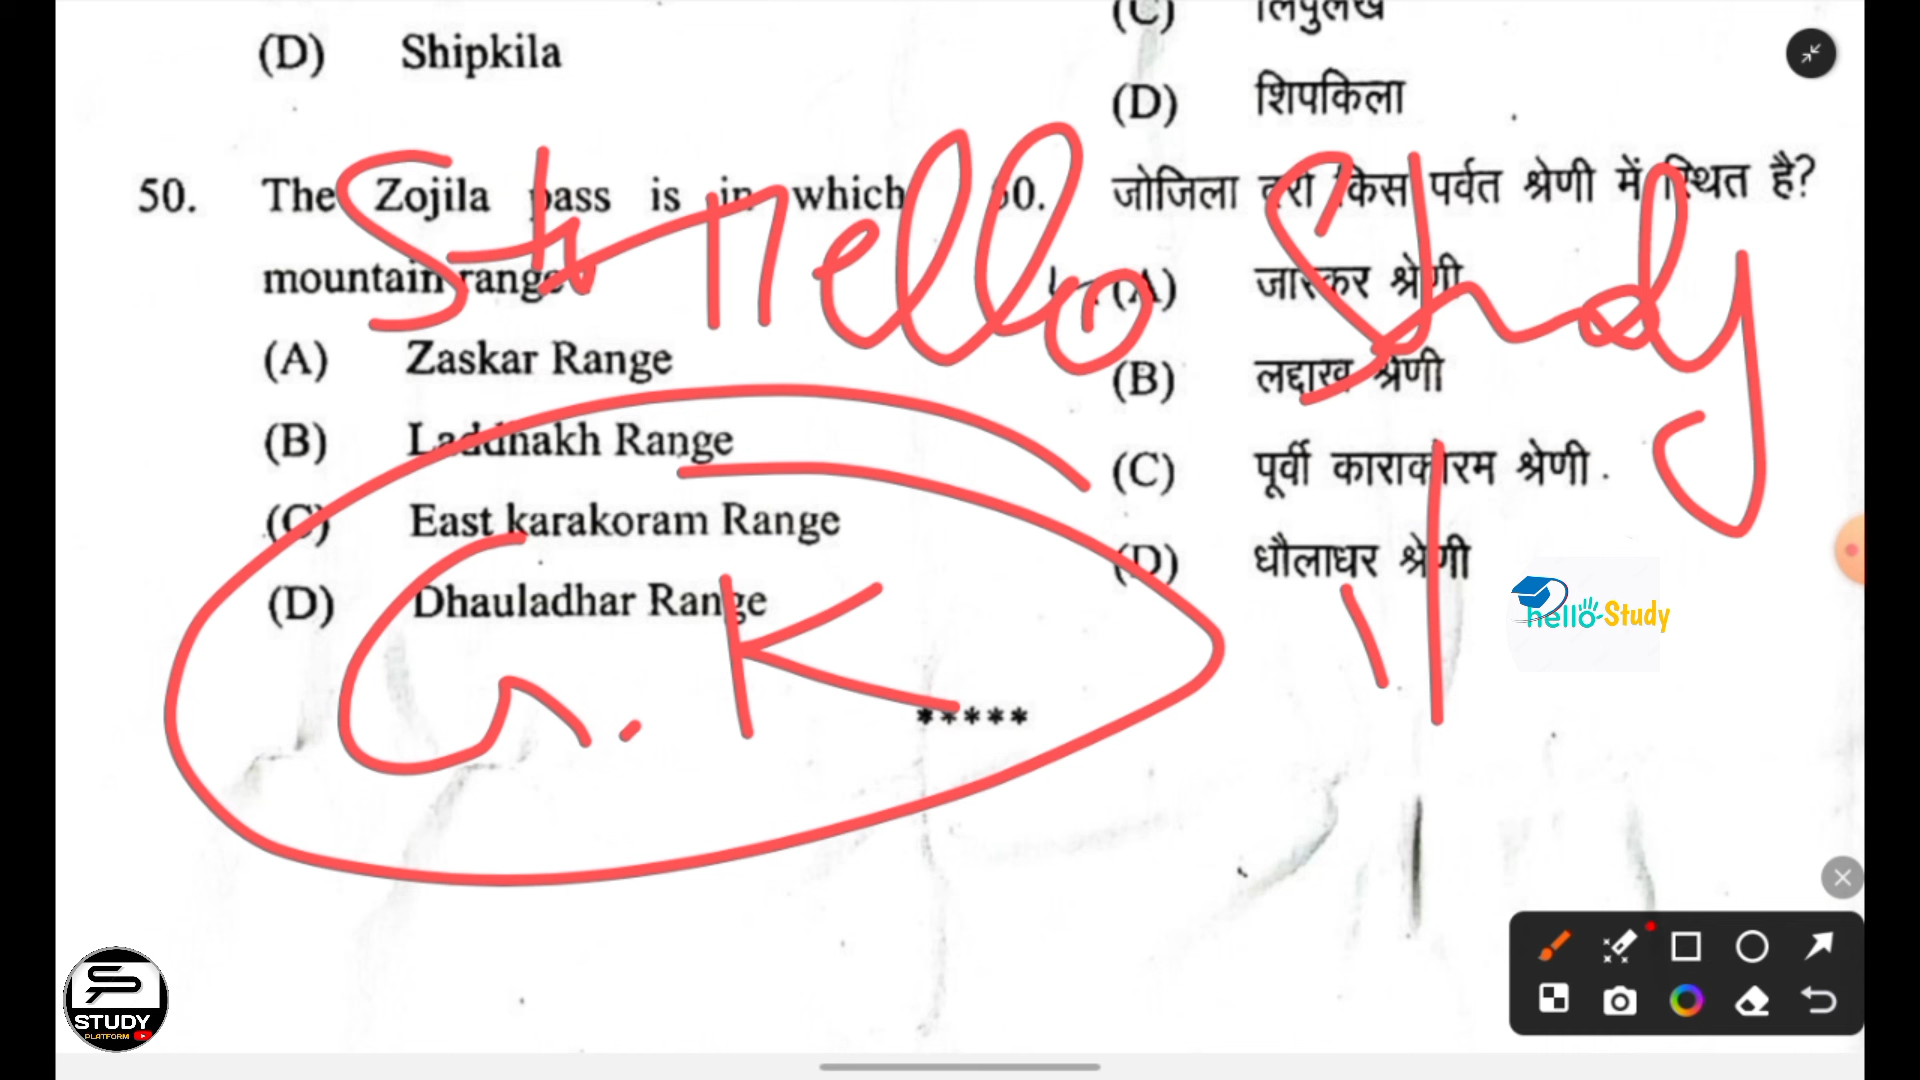 (D) Shipkila
50. The Zojila pass is in which
mountain range
(A) Zaskar Range
(B) Laddhakh Range
(C) East karakoram Range
(D) Dhauladhar Range
(C) लिपुलेख
(D) शिपकिला
50. जोजिला दर्रा किस पर्वत श्रेणी में स्थित है?
(A) जास्कर श्रेणी
(B) लद्दाख श्रेणी
(C) पूर्वी काराकोरम श्रेणी.
(D) धौलाधर श्रेणी
*****
Hello Study
G.K
hello Study
STUDY
PLATFORM